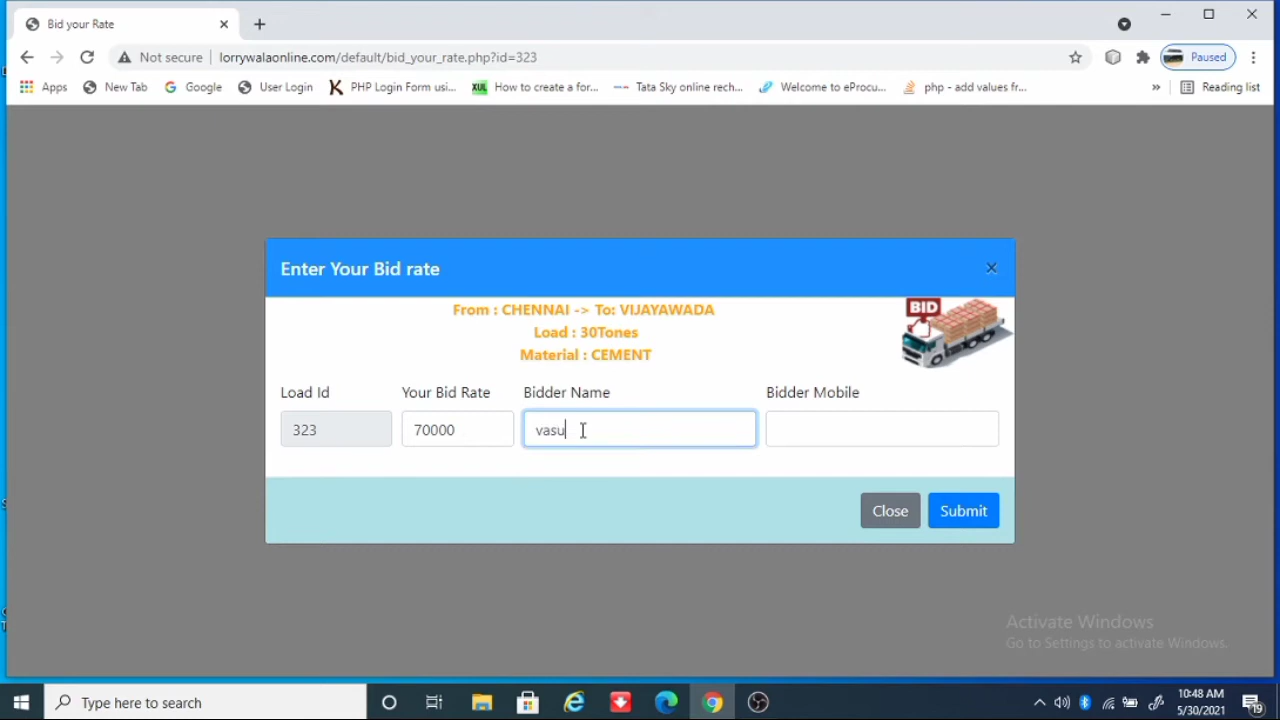 Bid your Rate
Not secure lorrywalaonline.com/default/bid_your_rate.php?id=323 Paused
Apps New Tab Google User Login PHP Login Form usi... XUL How to create a for... Tata Sky online rech... Welcome to eProcu... php - add values fr... » Reading list
Enter Your Bid rate ×
From : CHENNAI -> To: VIJAYAWADA
Load : 30Tones
Material : CEMENT
BID
Load Id Your Bid Rate Bidder Name Bidder Mobile
323 70000 vasu
Close Submit
Activate Windows
Go to Settings to activate Windows.
Type here to search
10:48 AM
5/30/2021
19